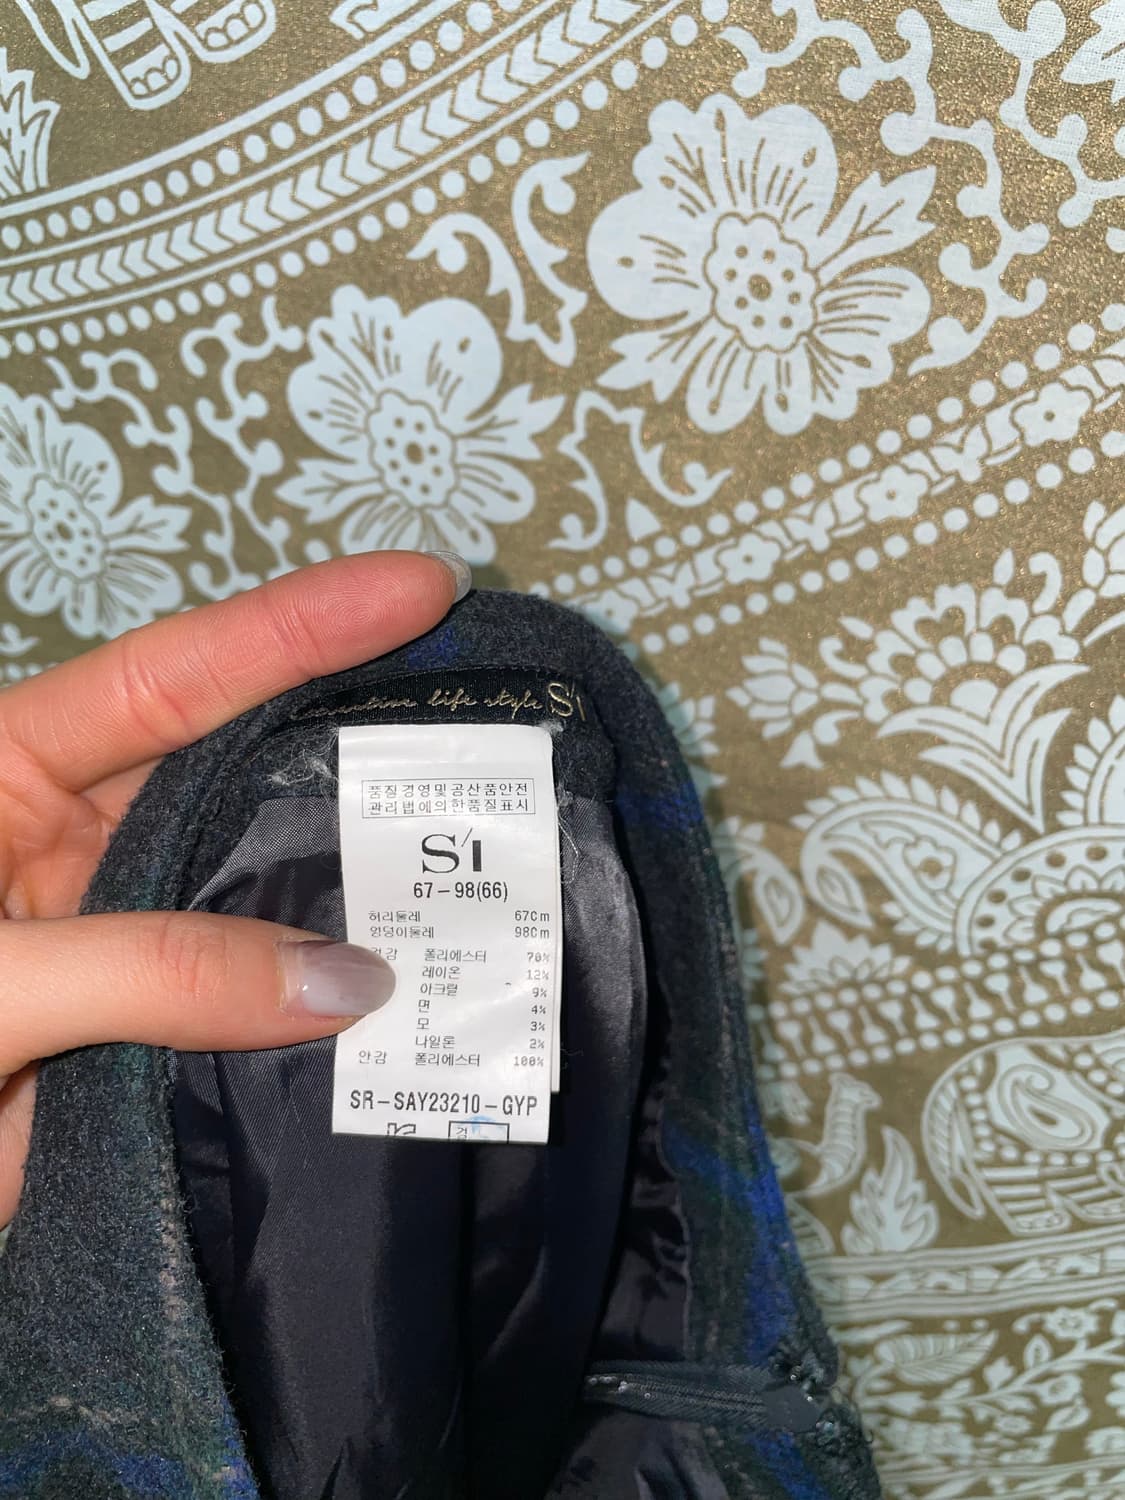 life style S'I
품질경영및공산품안전
관리법에의한품질표시
S'I
67-98(66)
허리둘레 67Cm
엉덩이둘레 98Cm
겉감 폴리에스터 70%
레이온 12%
아크릴 9%
면 4%
모 3%
나일론 2%
안감 폴리에스터 100%
SR-SAY23210-GYP
검